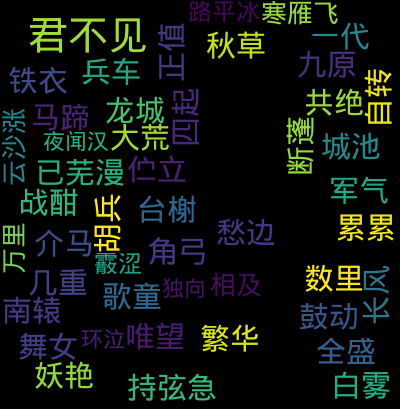 路平冰
寒雁飞
君不见
秋草
一代
正值
九原
铁衣
兵车
自转
共绝
马蹄
龙城
四起
云沙涨
夜闻汉
大荒
断蓬
城池
已芜漫
伫立
军气
战酣
胡兵
台榭
累累
万里
介马
角弓
愁边
霰涩
几重
歌童
独向
相及
数里
长风
南辕
鼓动
舞女
环泣
唯望
繁华
全盛
妖艳
持弦急
白雾